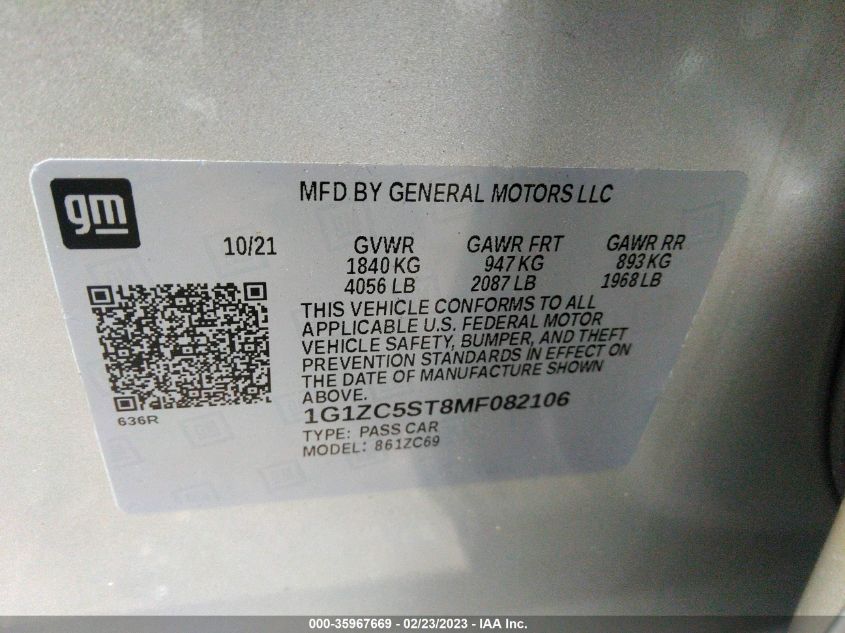 gm
MFD BY GENERAL MOTORS LLC
10/21 GVWR GAWR FRT GAWR RR
1840 KG 947 KG 893 KG
4056 LB 2087 LB 1968 LB
THIS VEHICLE CONFORMS TO ALL
APPLICABLE U.S. FEDERAL MOTOR
VEHICLE SAFETY, BUMPER, AND THEFT
PREVENTION STANDARDS IN EFFECT ON
THE DATE OF MANUFACTURE SHOWN
ABOVE.
636R
1G1ZC5ST8MF082106
TYPE: PASS CAR
MODEL: 861ZC69
000-35967669 - 02/23/2023 - IAA Inc.